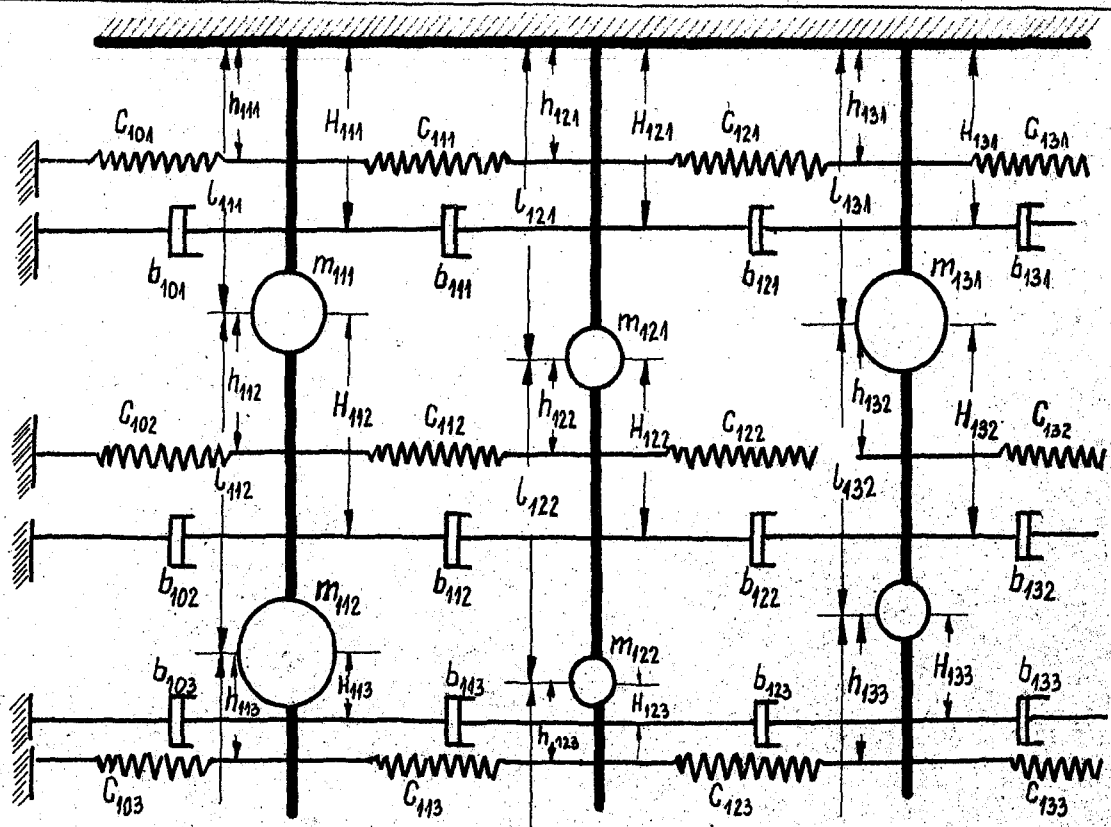 h₁₁₁ H₁₁₁ h₁₂₁ H₁₂₁ h₁₃₁ H₁₃₁
C₁₀₁ C₁₁₁ C₁₂₁ C₁₃₁
l₁₁₁ l₁₂₁ l₁₃₁
b₁₀₁ b₁₁₁ b₁₂₁ b₁₃₁
m₁₁₁ m₁₂₁ m₁₃₁
h₁₁₂ H₁₁₂ h₁₂₂ H₁₂₂ h₁₃₂ H₁₃₂
C₁₀₂ C₁₁₂ C₁₂₂ C₁₃₂
l₁₁₂ l₁₂₂ l₁₃₂
b₁₀₂ b₁₁₂ b₁₂₂ b₁₃₂
m₁₁₂ m₁₂₂
b₁₀₃ h₁₁₃ H₁₁₃ b₁₁₃ h₁₂₃ H₁₂₃ b₁₂₃ h₁₃₃ H₁₃₃ b₁₃₃
C₁₀₃ C₁₁₃ C₁₂₃ C₁₃₃